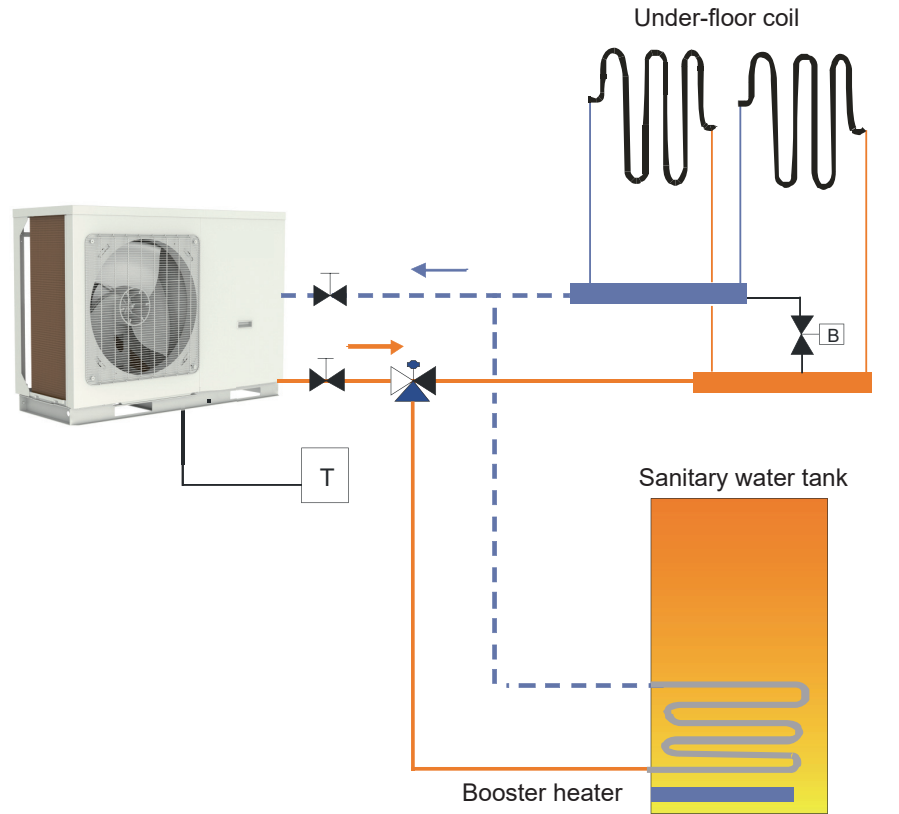 Under-floor coil
B
T
Sanitary water tank
Booster heater